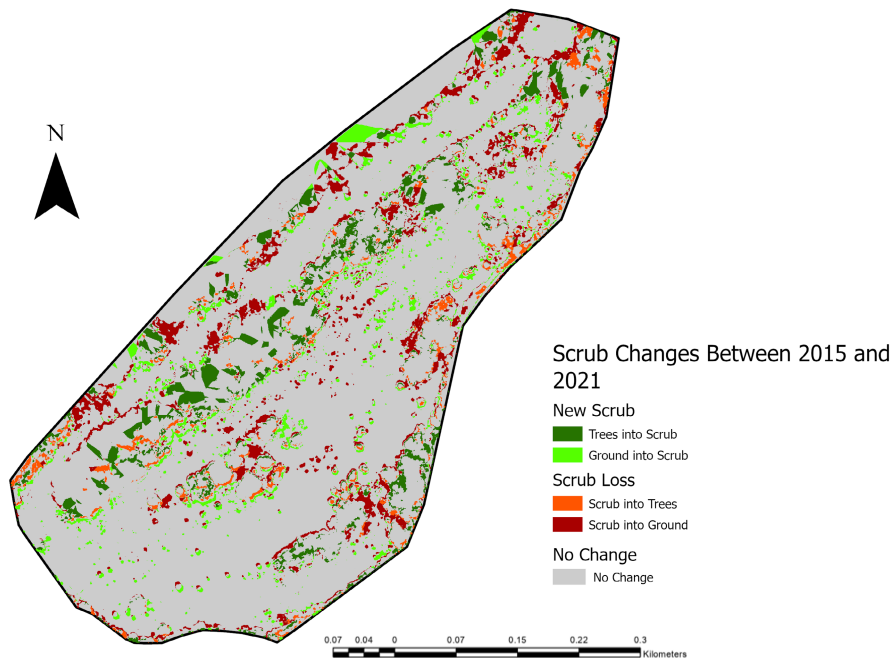 N
Scrub Changes Between 2015 and
2021
New Scrub
Trees into Scrub
Ground into Scrub
Scrub Loss
Scrub into Trees
Scrub into Ground
No Change
No Change
0.07 0.04 0 0.07 0.15 0.22 0.3
Kilometers